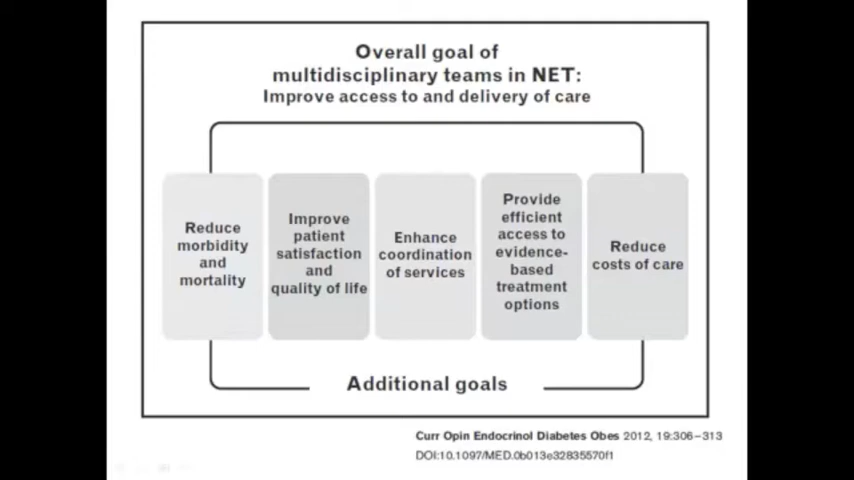 Overall goal of
multidisciplinary teams in NET:
Improve access to and delivery of care
Reduce
morbidity
and
mortality
Improve
patient
satisfaction
and
quality of life
Enhance
coordination
of services
Provide
efficient
access to
evidence-
based
treatment
options
Reduce
costs of care
Additional goals
Curr Opin Endocrinol Diabetes Obes 2012, 19:306–313
DOI:10.1097/MED.0b013e32835570f1